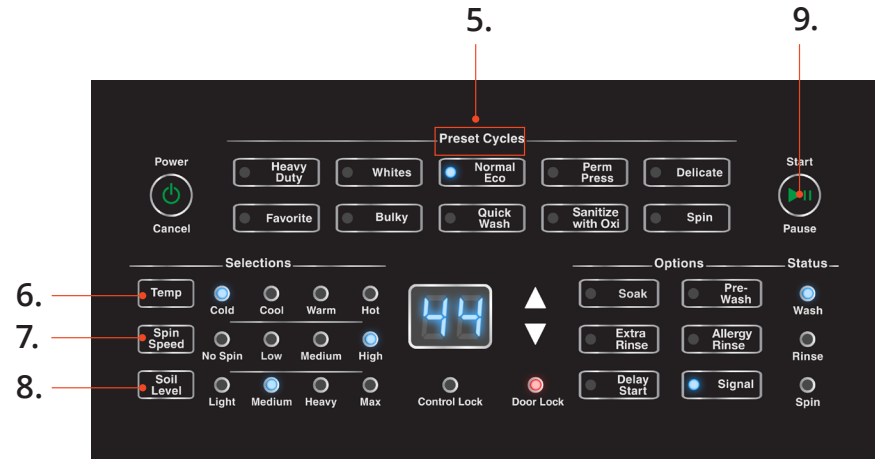 5.
9.
Preset Cycles
Power
Start
Heavy
Duty
Whites
Normal
Eco
Perm
Press
Delicate
Favorite
Bulky
Quick
Wash
Sanitize
with Oxi
Spin
Cancel
Pause
Selections
Options
Status
6.
Temp
Cold
Cool
Warm
Hot
7.
Spin
Speed
No Spin
Low
Medium
High
8.
Soil
Level
Light
Medium
Heavy
Max
44
Control Lock
Door Lock
Soak
Pre-
Wash
Extra
Rinse
Allergy
Rinse
Delay
Start
Signal
Wash
Rinse
Spin